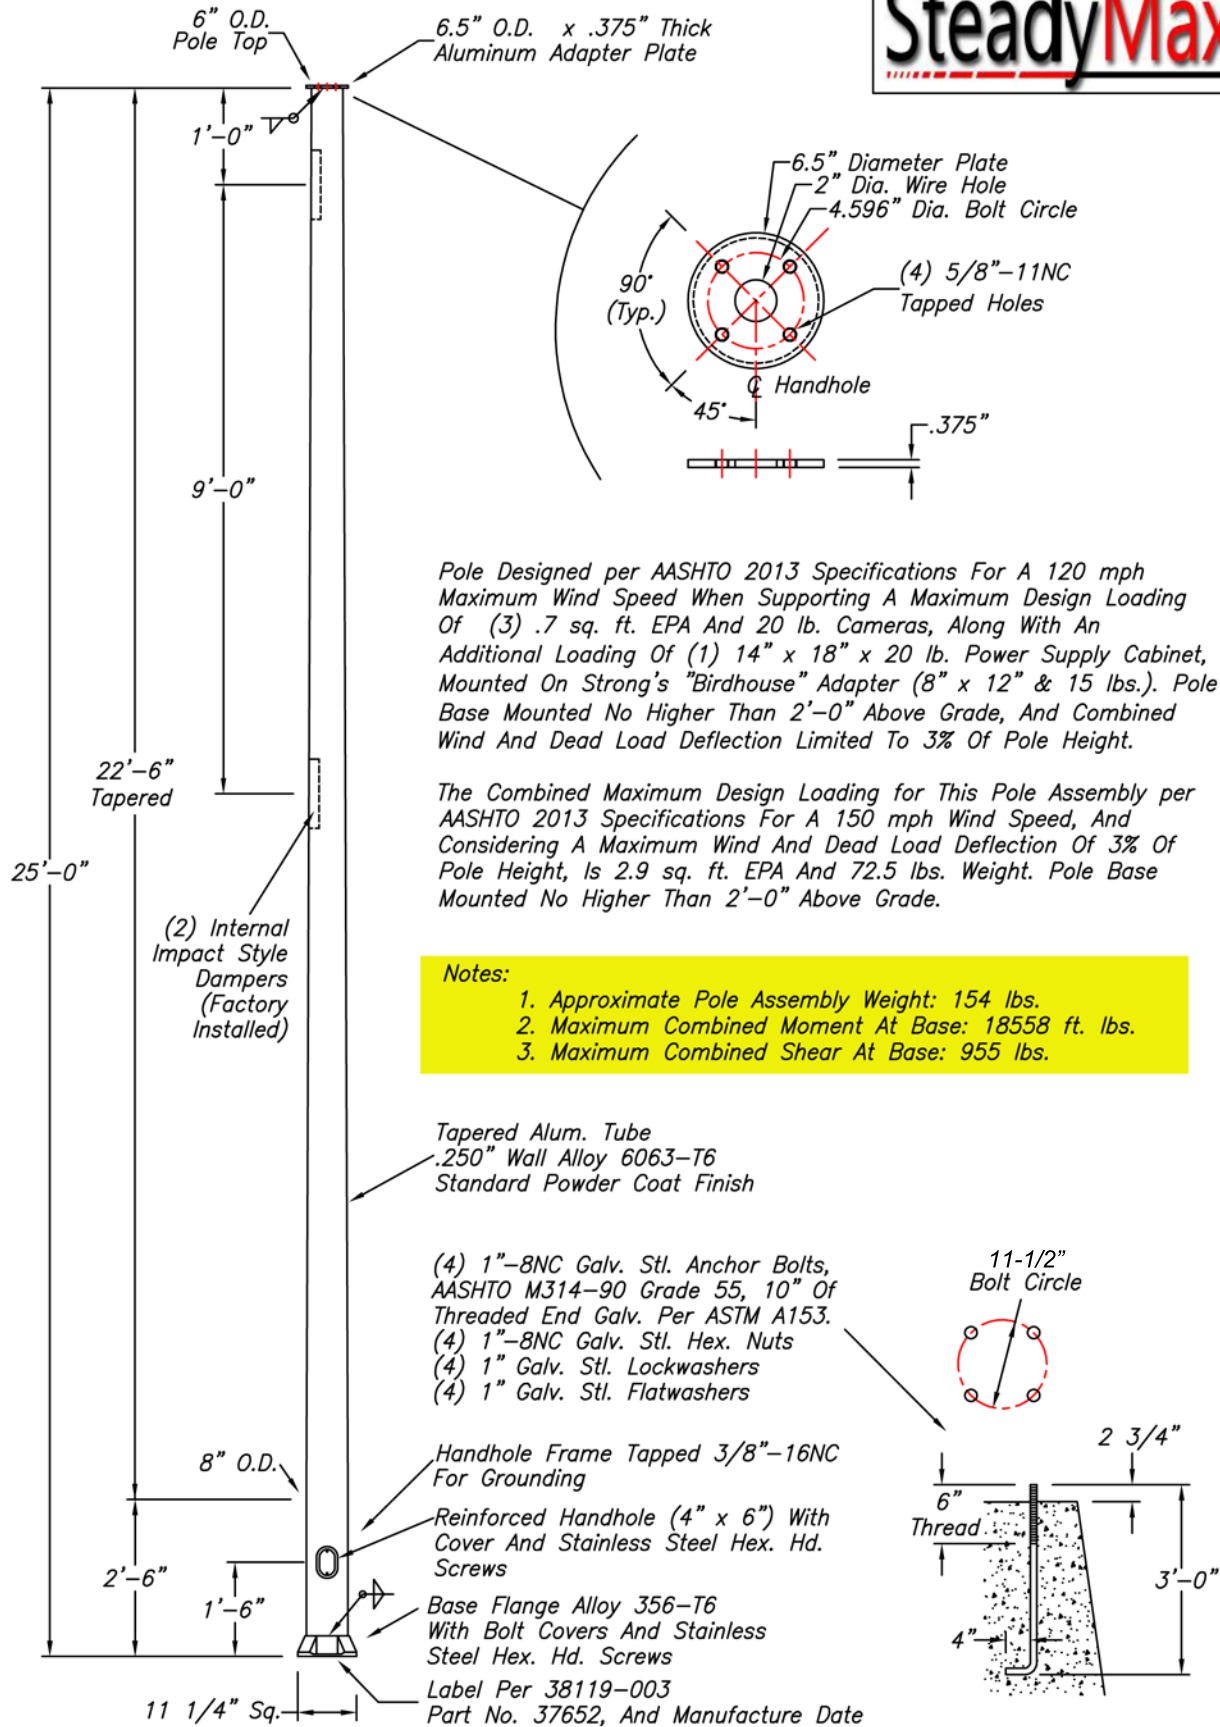 SteadyMax
6" O.D.
Pole Top
6.5" O.D. x .375" Thick
Aluminum Adapter Plate
1'-0"
6.5" Diameter Plate
2" Dia. Wire Hole
4.596" Dia. Bolt Circle
90°
(Typ.)
(4) 5/8"-11NC
Tapped Holes
℄ Handhole
45°
.375"
9'-0"
Pole Designed per AASHTO 2013 Specifications For A 120 mph
Maximum Wind Speed When Supporting A Maximum Design Loading
Of (3) .7 sq. ft. EPA And 20 lb. Cameras, Along With An
Additional Loading Of (1) 14" x 18" x 20 lb. Power Supply Cabinet,
Mounted On Strong's "Birdhouse" Adapter (8" x 12" & 15 lbs.). Pole
Base Mounted No Higher Than 2'-0" Above Grade, And Combined
Wind And Dead Load Deflection Limited To 3% Of Pole Height.
22'-6"
Tapered
The Combined Maximum Design Loading for This Pole Assembly per
AASHTO 2013 Specifications For A 150 mph Wind Speed, And
Considering A Maximum Wind And Dead Load Deflection Of 3% Of
Pole Height, Is 2.9 sq. ft. EPA And 72.5 lbs. Weight. Pole Base
Mounted No Higher Than 2'-0" Above Grade.
25'-0"
(2) Internal
Impact Style
Dampers
(Factory
Installed)
Notes:
1. Approximate Pole Assembly Weight: 154 lbs.
2. Maximum Combined Moment At Base: 18558 ft. lbs.
3. Maximum Combined Shear At Base: 955 lbs.
Tapered Alum. Tube
.250" Wall Alloy 6063-T6
Standard Powder Coat Finish
(4) 1"-8NC Galv. Stl. Anchor Bolts,
AASHTO M314-90 Grade 55, 10" Of
Threaded End Galv. Per ASTM A153.
(4) 1"-8NC Galv. Stl. Hex. Nuts
(4) 1" Galv. Stl. Lockwashers
(4) 1" Galv. Stl. Flatwashers
11-1/2"
Bolt Circle
8" O.D.
Handhole Frame Tapped 3/8"-16NC
For Grounding
Reinforced Handhole (4" x 6") With
Cover And Stainless Steel Hex. Hd.
Screws
2 3/4"
6"
Thread
3'-0"
4"
2'-6"
1'-6"
Base Flange Alloy 356-T6
With Bolt Covers And Stainless
Steel Hex. Hd. Screws
Label Per 38119-003
Part No. 37652, And Manufacture Date
11 1/4" Sq.